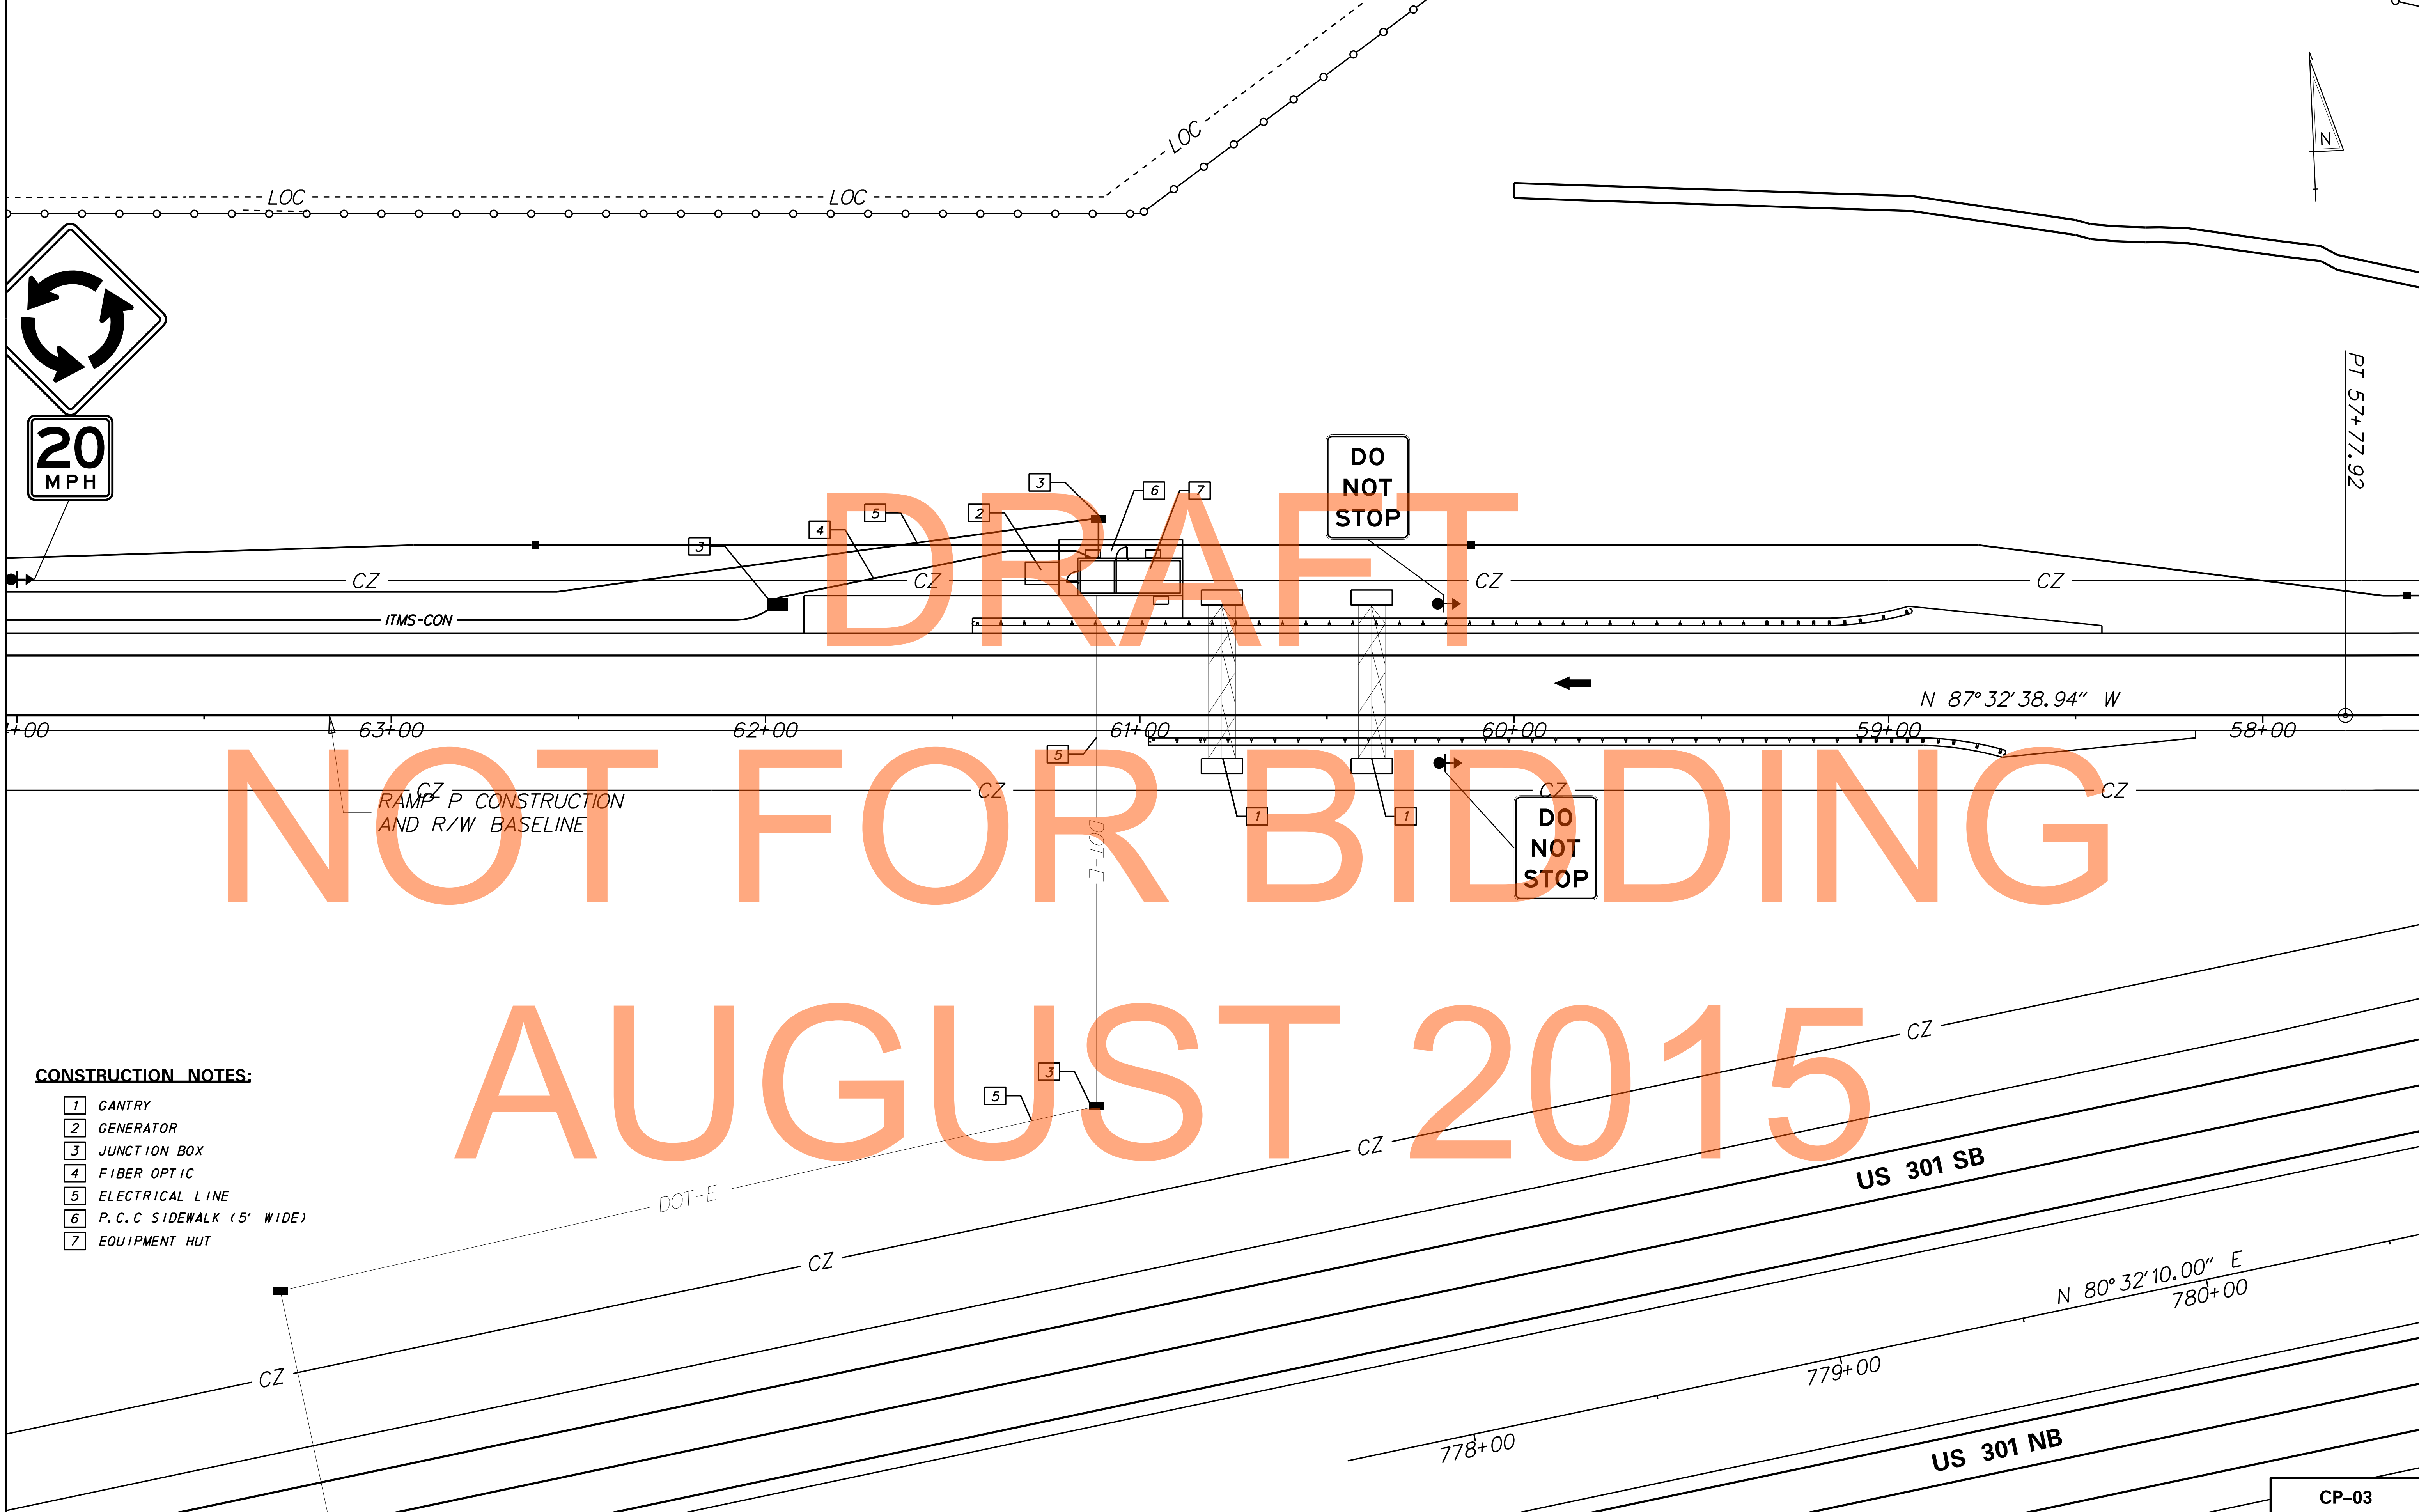 LOC
N
LOC
LOC
PT 57+77.92
20
MPH
DO
NOT
STOP
3
6
7
5
2
4
3
CZ
CZ
CZ
CZ
ITMS-CON
DRAFT
N 87°32'38.94" W
+00
63+00
62+00
61+00
60+00
59+00
58+00
5
CZ
CZ
CZ
CZ
RAMP P CONSTRUCTION
AND R/W BASELINE
1
1
DO
NOT
STOP
DOT-E
NOT FOR BIDDING
AUGUST 2015
CZ
CONSTRUCTION NOTES:
1 GANTRY
2 GENERATOR
3 JUNCTION BOX
4 FIBER OPTIC
5 ELECTRICAL LINE
6 P.C.C SIDEWALK (5' WIDE)
7 EQUIPMENT HUT
3
5
CZ
US 301 SB
DOT-E
CZ
N 80°32'10.00" E
780+00
CZ
779+00
778+00
US 301 NB
CP-03